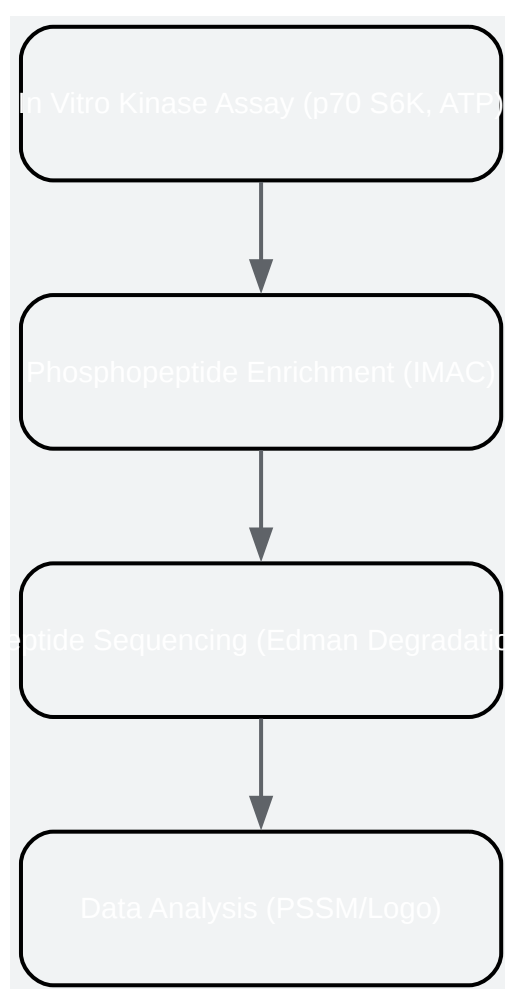 In Vitro Kinase Assay (p70 S6K, ATP)
Phosphopeptide Enrichment (IMAC)
Sequencing (Edman
Data Analysis (PSSM/Logo)